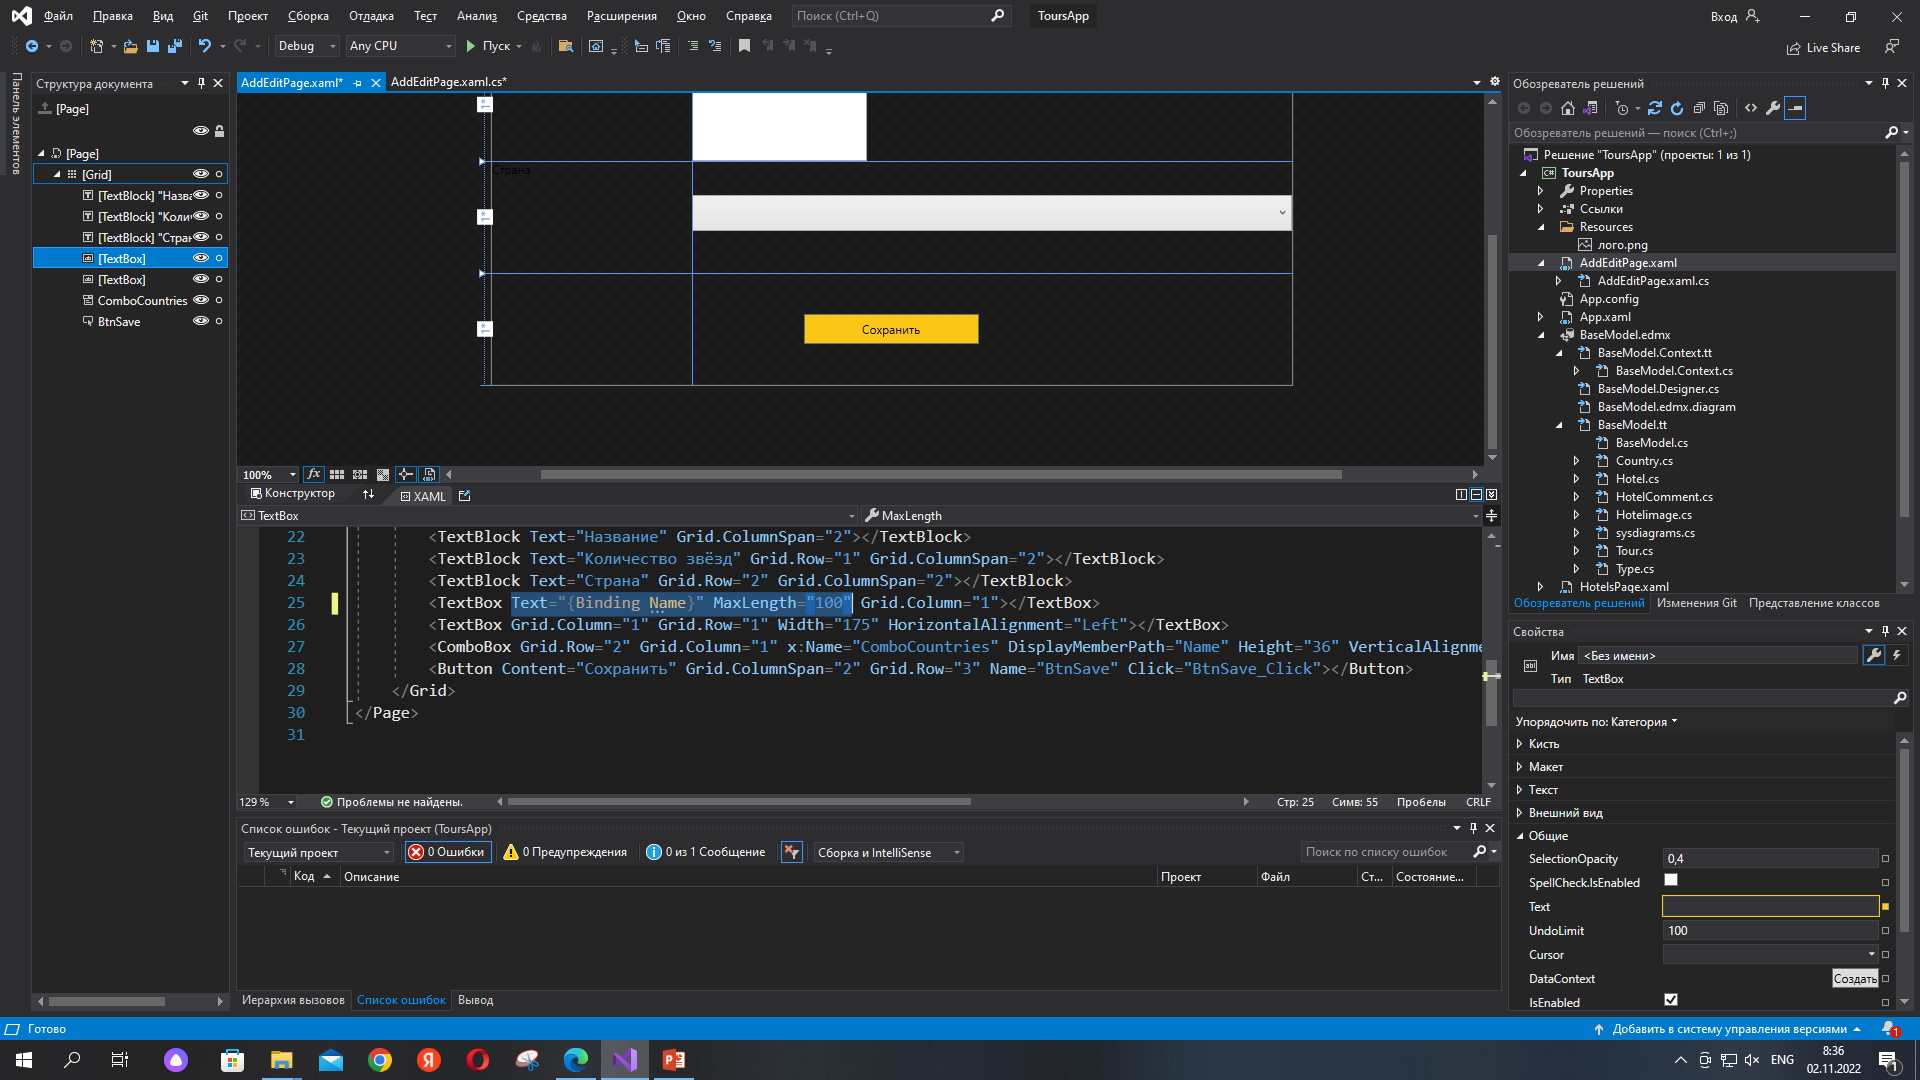 Файл Правка Вид Git Проект Сборка Отладка Тест Анализ Средства Расширения Окно Справка Поиск (Ctrl+Q) ToursApp Вход
Debug Any CPU Пуск Live Share
Панель элементов
Структура документа
[Page]
[Page]
[Grid]
[TextBlock] "Назва
[TextBlock] "Коли
[TextBlock] "Стран
[TextBox]
[TextBox]
ComboCountries
BtnSave
AddEditPage.xaml* AddEditPage.xaml.cs*
Страна
Сохранить
100%
Конструктор XAML
TextBox MaxLength
22 <TextBlock Text="Название" Grid.ColumnSpan="2"></TextBlock>
23 <TextBlock Text="Количество звёзд" Grid.Row="1" Grid.ColumnSpan="2"></TextBlock>
24 <TextBlock Text="Страна" Grid.Row="2" Grid.ColumnSpan="2"></TextBlock>
25 <TextBox Text="{Binding Name}" MaxLength="100" Grid.Column="1"></TextBox>
26 <TextBox Grid.Column="1" Grid.Row="1" Width="175" HorizontalAlignment="Left"></TextBox>
27 <ComboBox Grid.Row="2" Grid.Column="1" x:Name="ComboCountries" DisplayMemberPath="Name" Height="36" VerticalAlignme
28 <Button Content="Сохранить" Grid.ColumnSpan="2" Grid.Row="3" Name="BtnSave" Click="BtnSave_Click"></Button>
29 </Grid>
30 </Page>
31
129 % Проблемы не найдены. Стр: 25 Симв: 55 Пробелы CRLF
Список ошибок - Текущий проект (ToursApp)
Текущий проект 0 Ошибки 0 Предупреждения 0 из 1 Сообщение Сборка и IntelliSense Поиск по списку ошибок
Код Описание Проект Файл Ст... Состояние...
Иерархия вызовов Список ошибок Вывод
Обозреватель решений
Обозреватель решений — поиск (Ctrl+;)
Решение "ToursApp" (проекты: 1 из 1)
ToursApp
Properties
Ссылки
Resources
лого.png
AddEditPage.xaml
AddEditPage.xaml.cs
App.config
App.xaml
BaseModel.edmx
BaseModel.Context.tt
BaseModel.Context.cs
BaseModel.Designer.cs
BaseModel.edmx.diagram
BaseModel.tt
BaseModel.cs
Country.cs
Hotel.cs
HotelComment.cs
HotelImage.cs
sysdiagrams.cs
Tour.cs
Type.cs
HotelsPage.xaml
Обозреватель решений Изменения Git Представление классов
Свойства
Имя <Без имени>
Тип TextBox
Упорядочить по: Категория
Кисть
Макет
Текст
Внешний вид
Общие
SelectionOpacity 0,4
SpellCheck.IsEnabled
Text
UndoLimit 100
Cursor
DataContext Создать
IsEnabled
Готово Добавить в систему управления версиями 1
ENG 8:36 02.11.2022 1